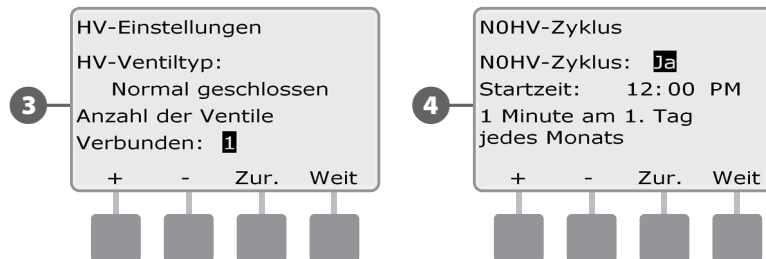 3
HV-Einstellungen
HV-Ventiltyp:
Normal geschlossen
Anzahl der Ventile
Verbunden: 1
+ - Zur. Weit
4
N0HV-Zyklus
N0HV-Zyklus: Ja
Startzeit: 12:00 PM
1 Minute am 1. Tag
jedes Monats
+ - Zur. Weit